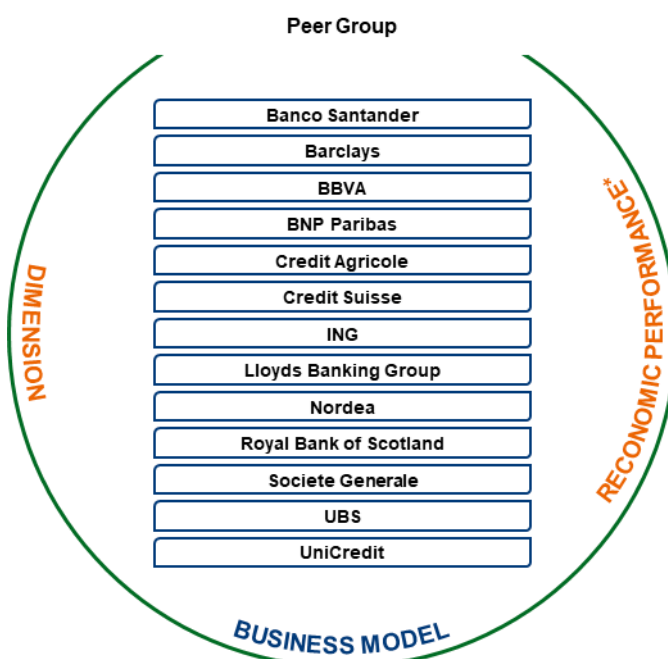 Peer Group
Banco Santander
Barclays
BBVA
BNP Paribas
Credit Agricole
Credit Suisse
ING
Lloyds Banking Group
Nordea
Royal Bank of Scotland
Societe Generale
UBS
UniCredit
DIMENSION
RECONOMIC PERFORMANCE*
BUSINESS MODEL